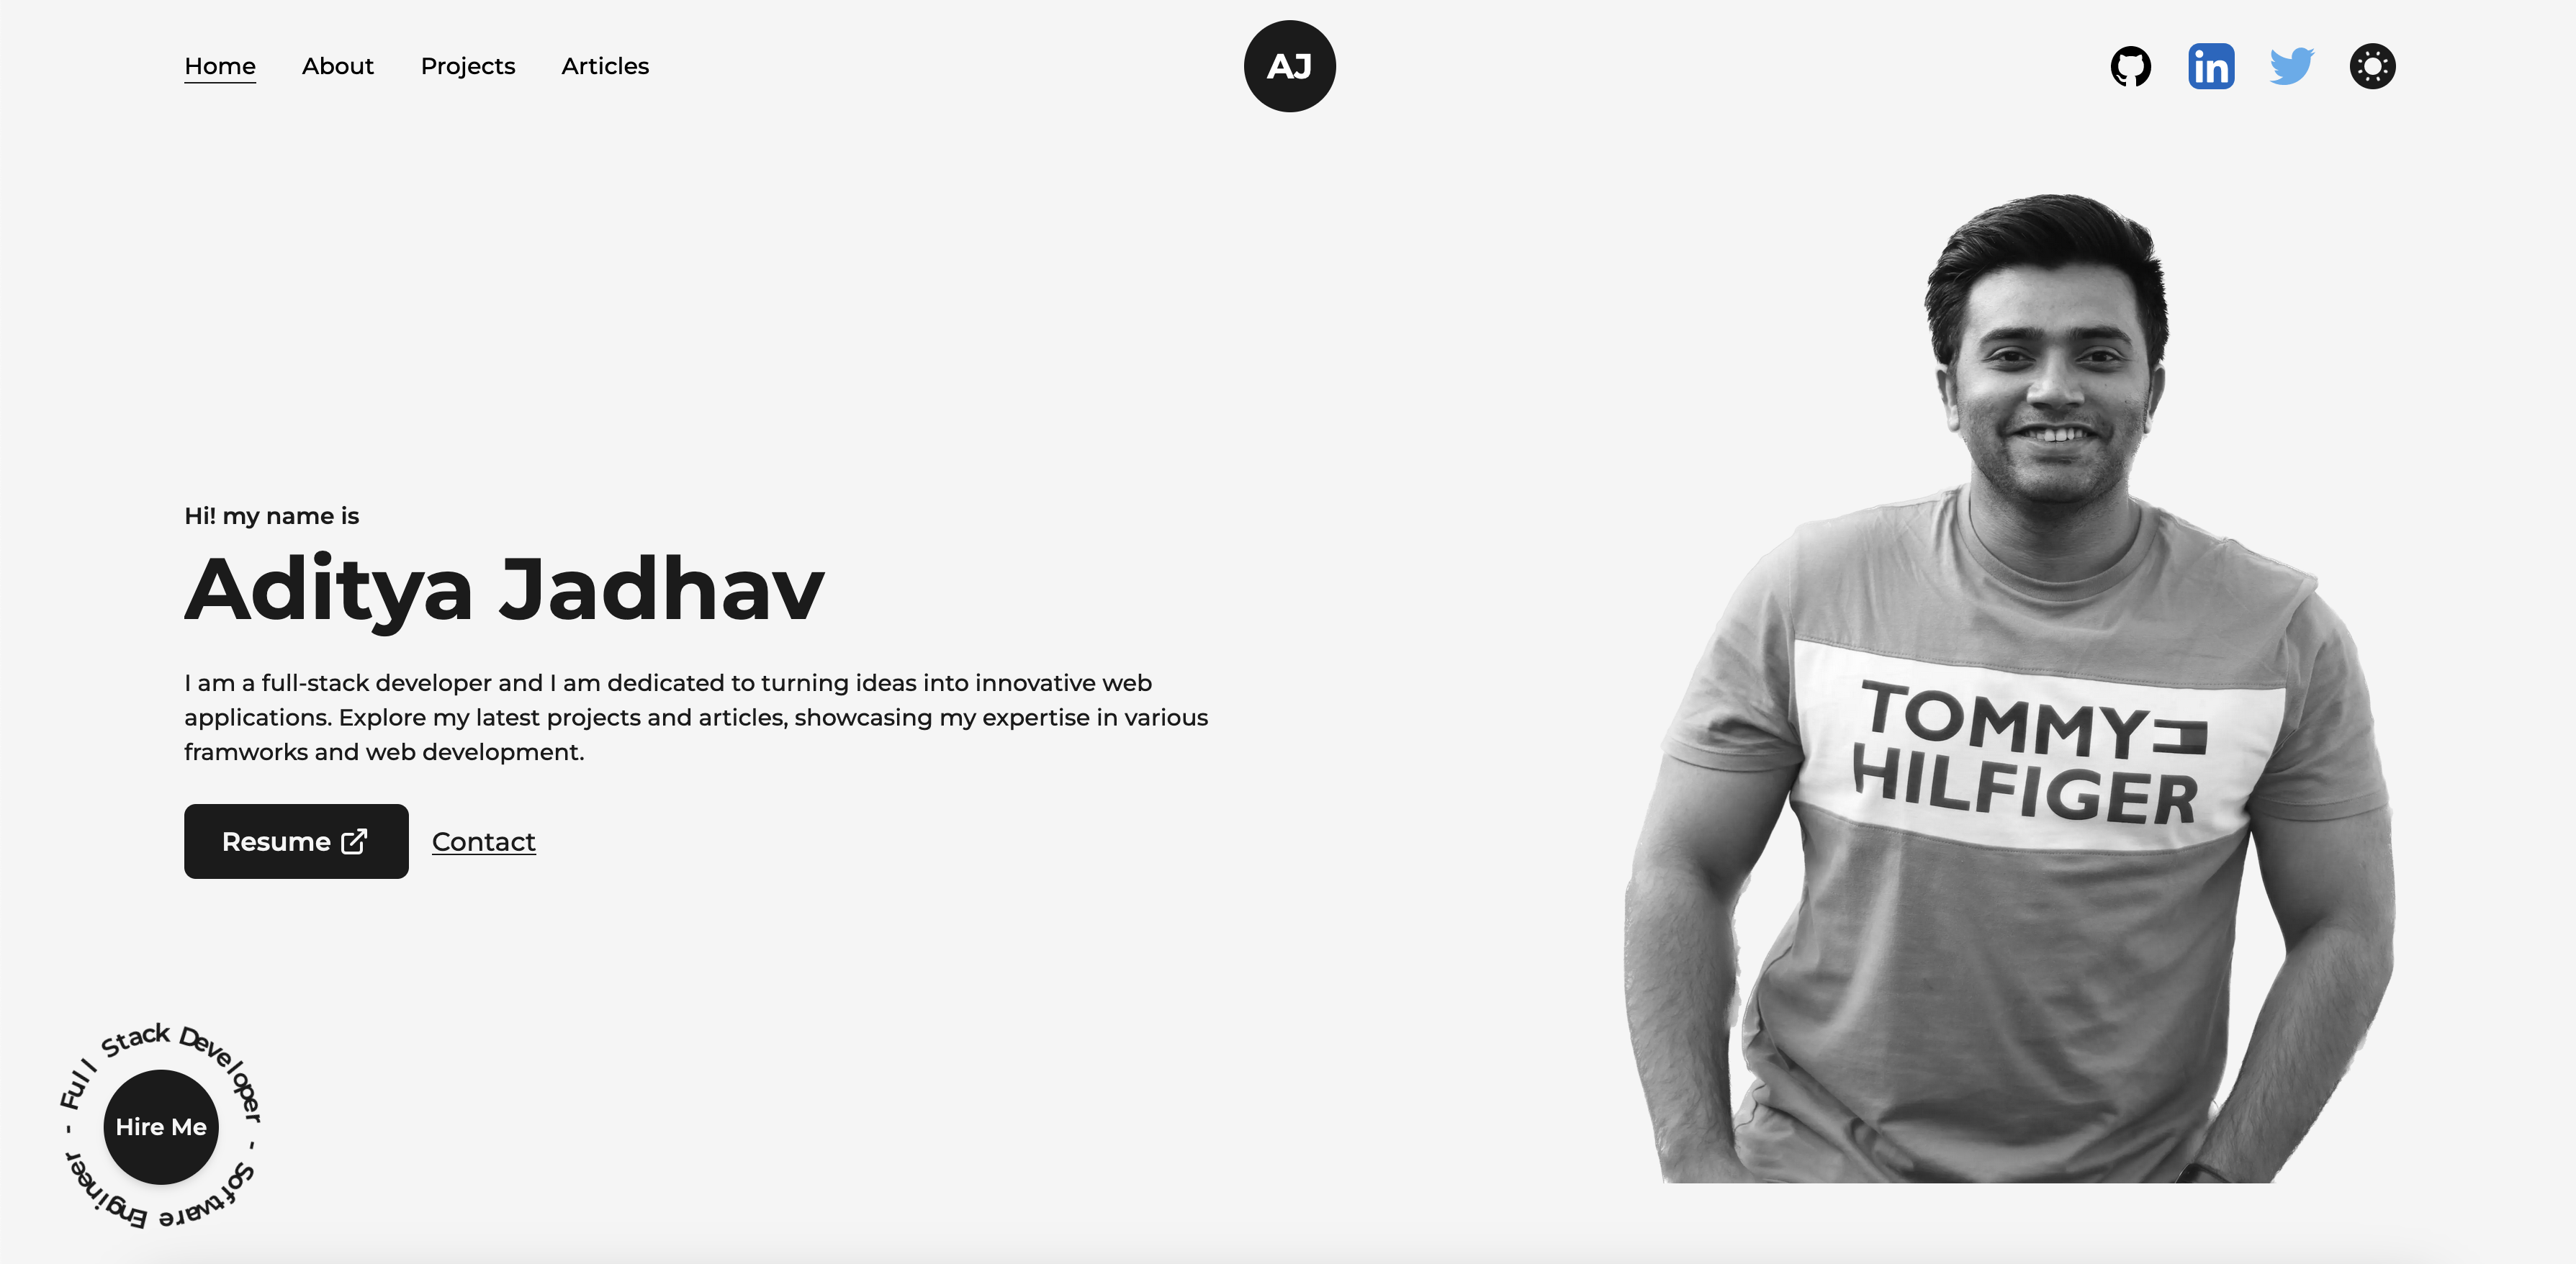 Home About Projects Articles
AJ
in
Hi! my name is
Aditya Jadhav
I am a full-stack developer and I am dedicated to turning ideas into innovative web
applications. Explore my latest projects and articles, showcasing my expertise in various
framworks and web development.
Resume
Contact
TOMMY
HILFIGER
Full Stack Developer - Software Engineer -
Hire Me